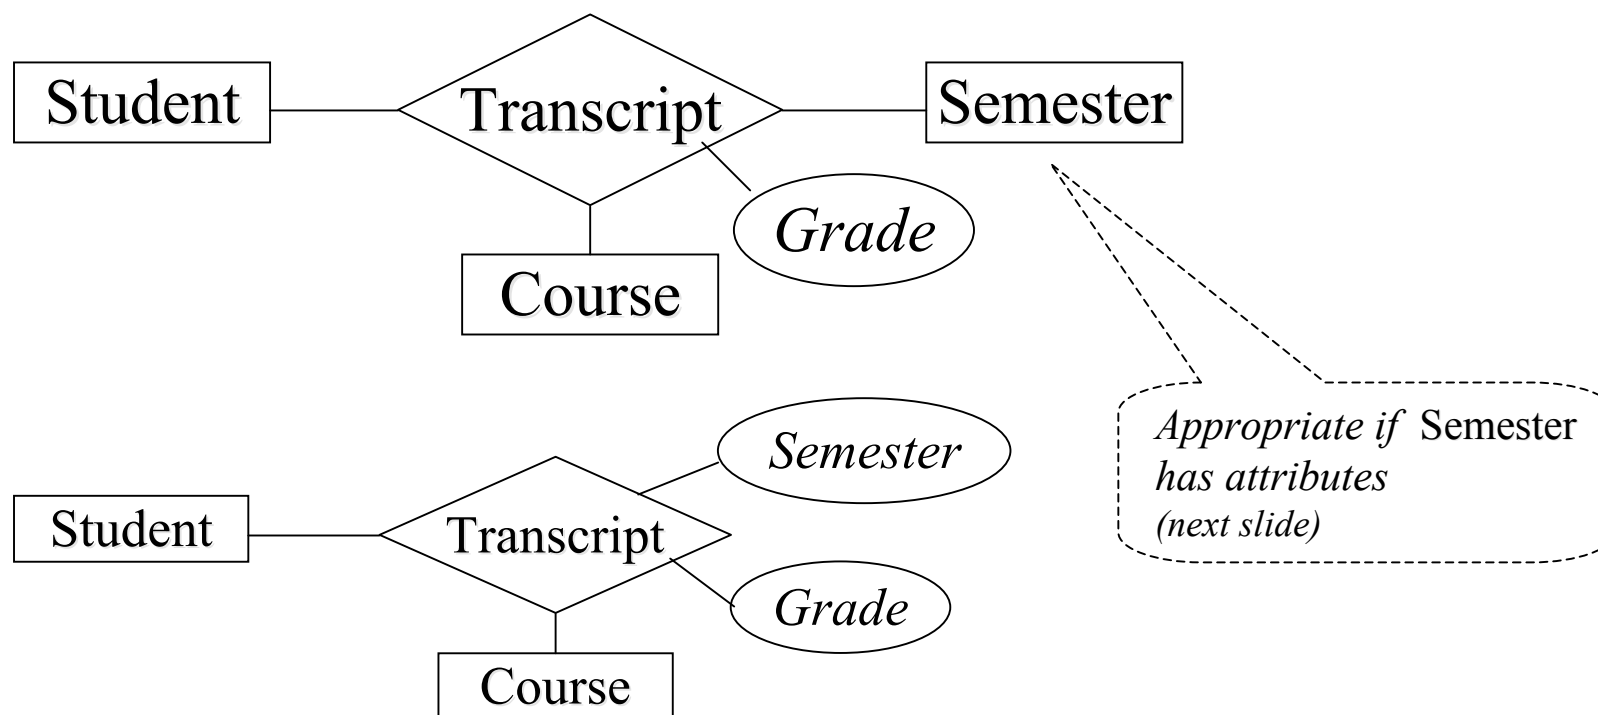 Student
Transcript
Semester
Grade
Course
Appropriate if Semester
has attributes
(next slide)
Semester
Student
Transcript
Grade
Course